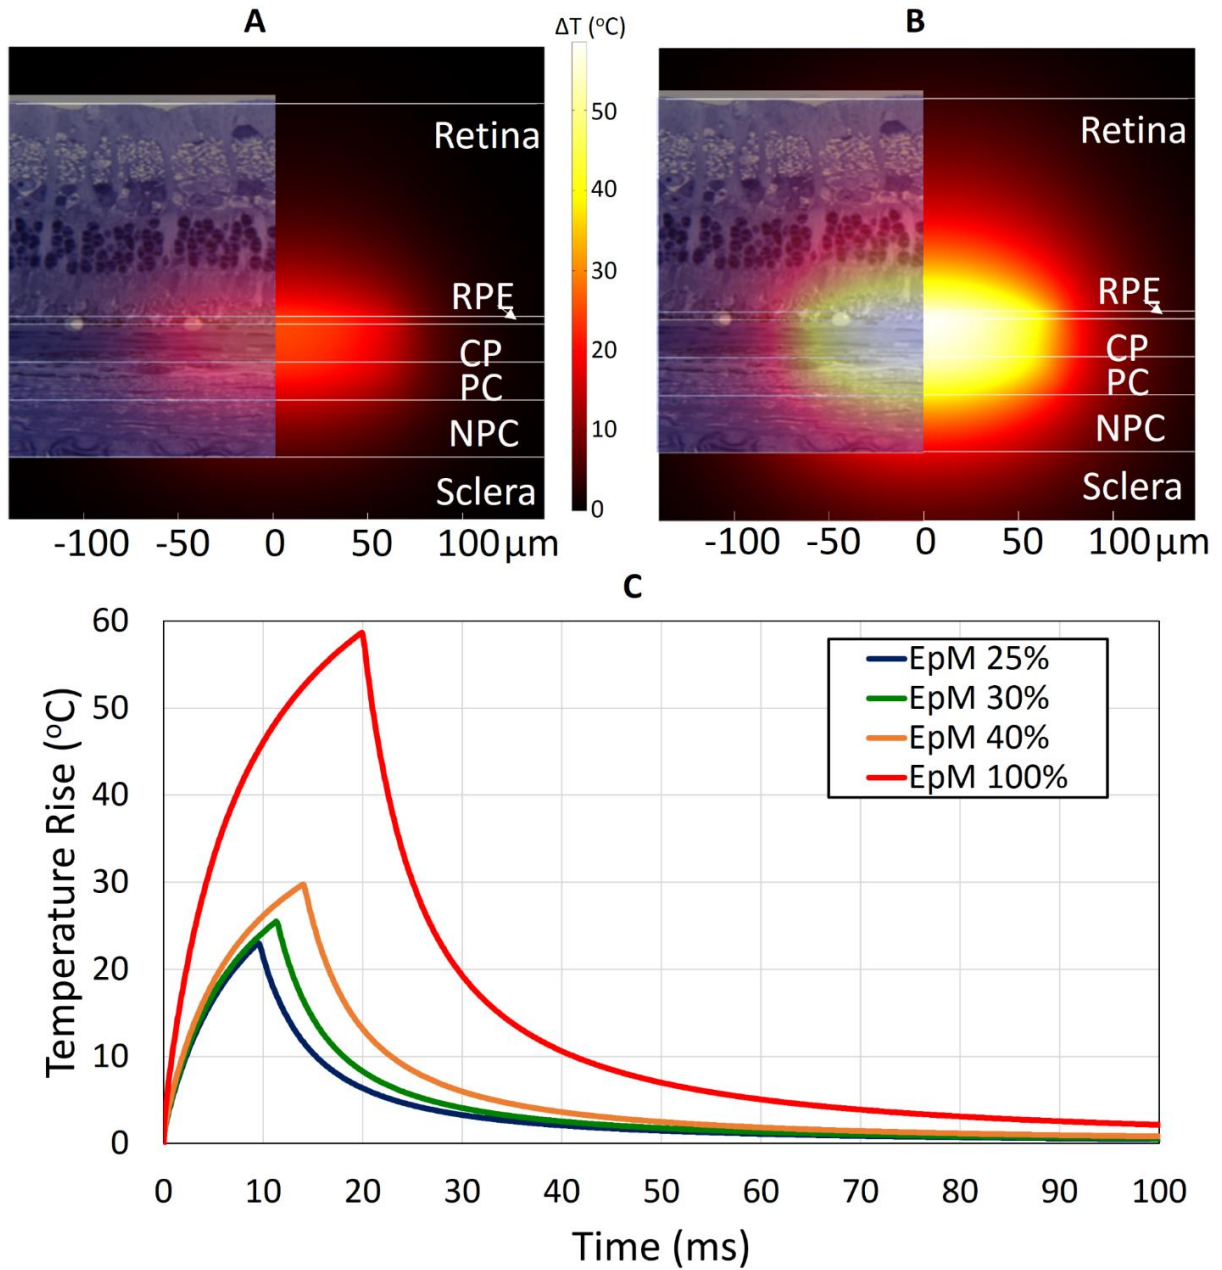 A
B
ΔT (°C)
50
40
30
20
10
0
Retina
RPE
CP
PC
NPC
Sclera
-100 -50 0 50 100 µm
Retina
RPE
CP
PC
NPC
Sclera
-100 -50 0 50 100 µm
C
Temperature Rise (°C)
60
50
40
30
20
10
0
EpM 25%
EpM 30%
EpM 40%
EpM 100%
0 10 20 30 40 50 60 70 80 90 100
Time (ms)